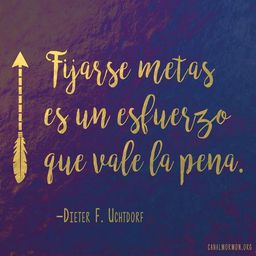 Fijarse metas
es un esfuerzo
que vale la pena.
–Dieter F. Uchtdorf
CANALMORMON.ORG